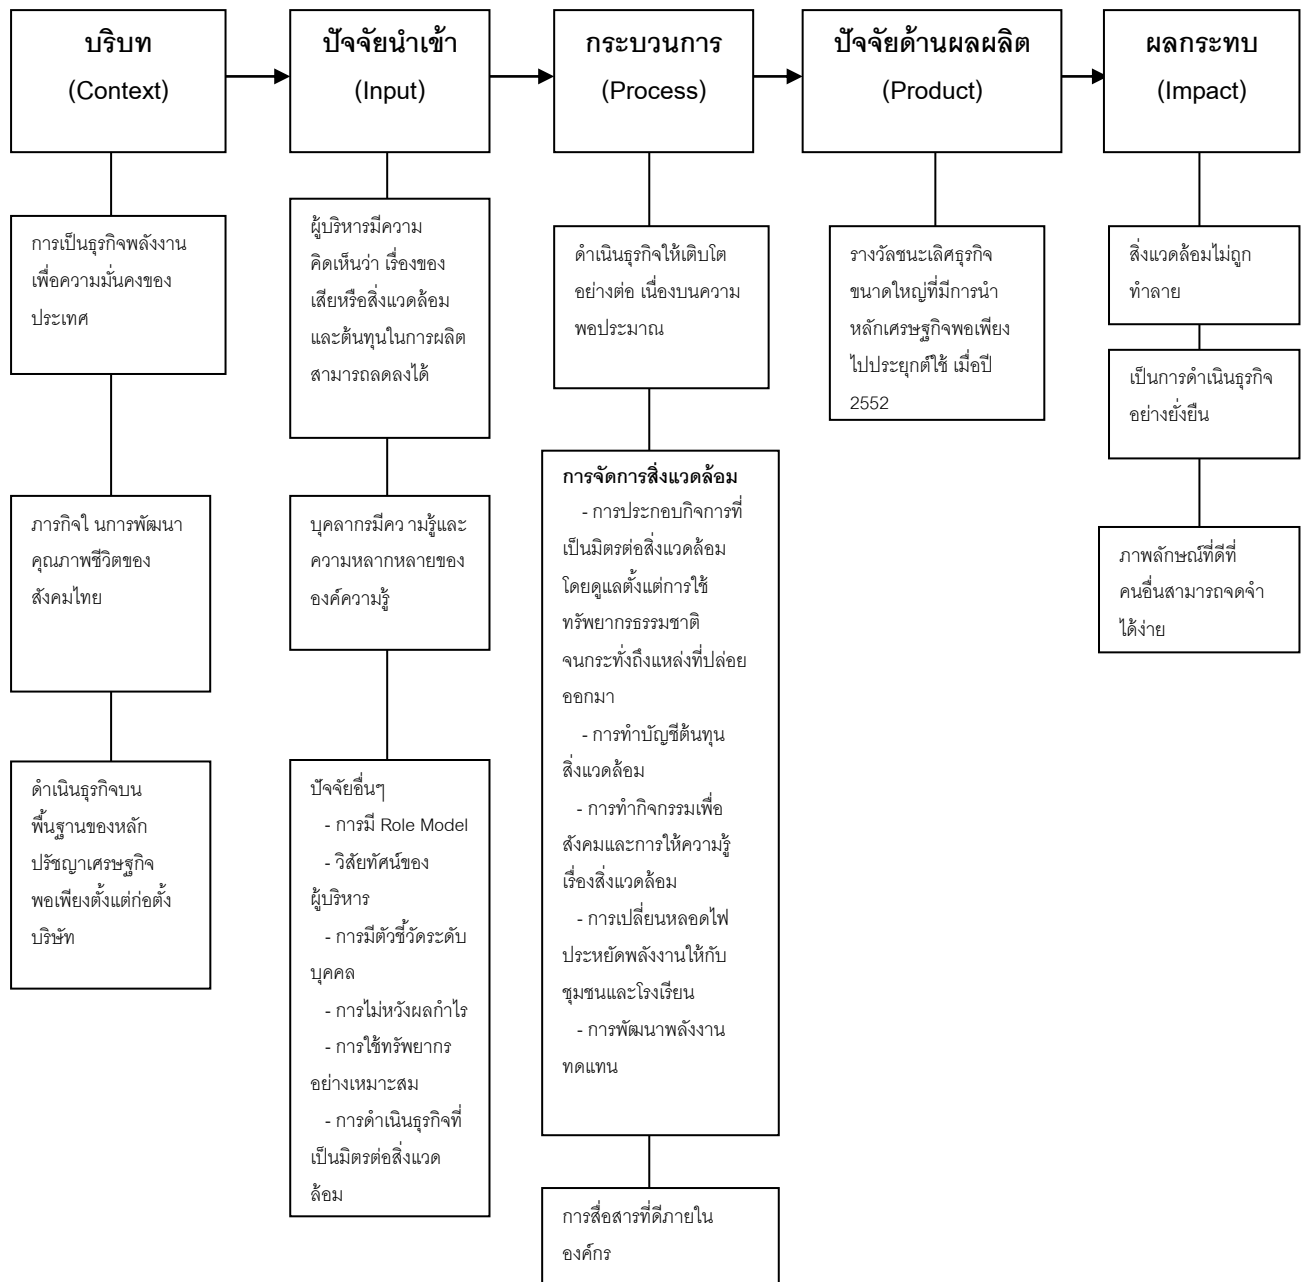 บริบท
(Context)
ปัจจัยนำเข้า
(Input)
กระบวนการ
(Process)
ปัจจัยด้านผลผลิต
(Product)
ผลกระทบ
(Impact)
การเป็นธุรกิจพลังงาน
เพื่อความมั่นคงของ
ประเทศ
ภารกิจใ นการพัฒนา
คุณภาพชีวิตของ
สังคมไทย
ดำเนินธุรกิจบน
พื้นฐานของหลัก
ปรัชญาเศรษฐกิจ
พอเพียงตั้งแต่ก่อตั้ง
บริษัท
ผู้บริหารมีความ
คิดเห็นว่า เรื่องของ
เสียหรือสิ่งแวดล้อม
และต้นทุนในการผลิต
สามารถลดลงได้
บุคลากรมีคว ามรู้และ
ความหลากหลายของ
องค์ความรู้
ปัจจัยอื่นๆ
- การมี Role Model
- วิสัยทัศน์ของ
ผู้บริหาร
- การมีตัวชี้วัดระดับ
บุคคล
- การไม่หวังผลกำไร
- การใช้ทรัพยากร
อย่างเหมาะสม
- การดำเนินธุรกิจที่
เป็นมิตรต่อสิ่งแวด
ล้อม
ดำเนินธุรกิจให้เติบโต
อย่างต่อ เนื่องบนความ
พอประมาณ
การจัดการสิ่งแวดล้อม
- การประกอบกิจการที่
เป็นมิตรต่อสิ่งแวดล้อม
โดยดูแลตั้งแต่การใช้
ทรัพยากรธรรมชาติ
จนกระทั่งถึงแหล่งที่ปล่อย
ออกมา
- การทำบัญชีต้นทุน
สิ่งแวดล้อม
- การทำกิจกรรมเพื่อ
สังคมและการให้ความรู้
เรื่องสิ่งแวดล้อม
- การเปลี่ยนหลอดไฟ
ประหยัดพลังงานให้กับ
ชุมชนและโรงเรียน
- การพัฒนาพลังงาน
ทดแทน
การสื่อสารที่ดีภายใน
องค์กร
รางวัลชนะเลิศธุรกิจ
ขนาดใหญ่ที่มีการนำ
หลักเศรษฐกิจพอเพียง
ไปประยุกต์ใช้ เมื่อปี
2552
สิ่งแวดล้อมไม่ถูก
ทำลาย
เป็นการดำเนินธุรกิจ
อย่างยั่งยืน
ภาพลักษณ์ที่ดีที่
คนอื่นสามารถจดจำ
ได้ง่าย